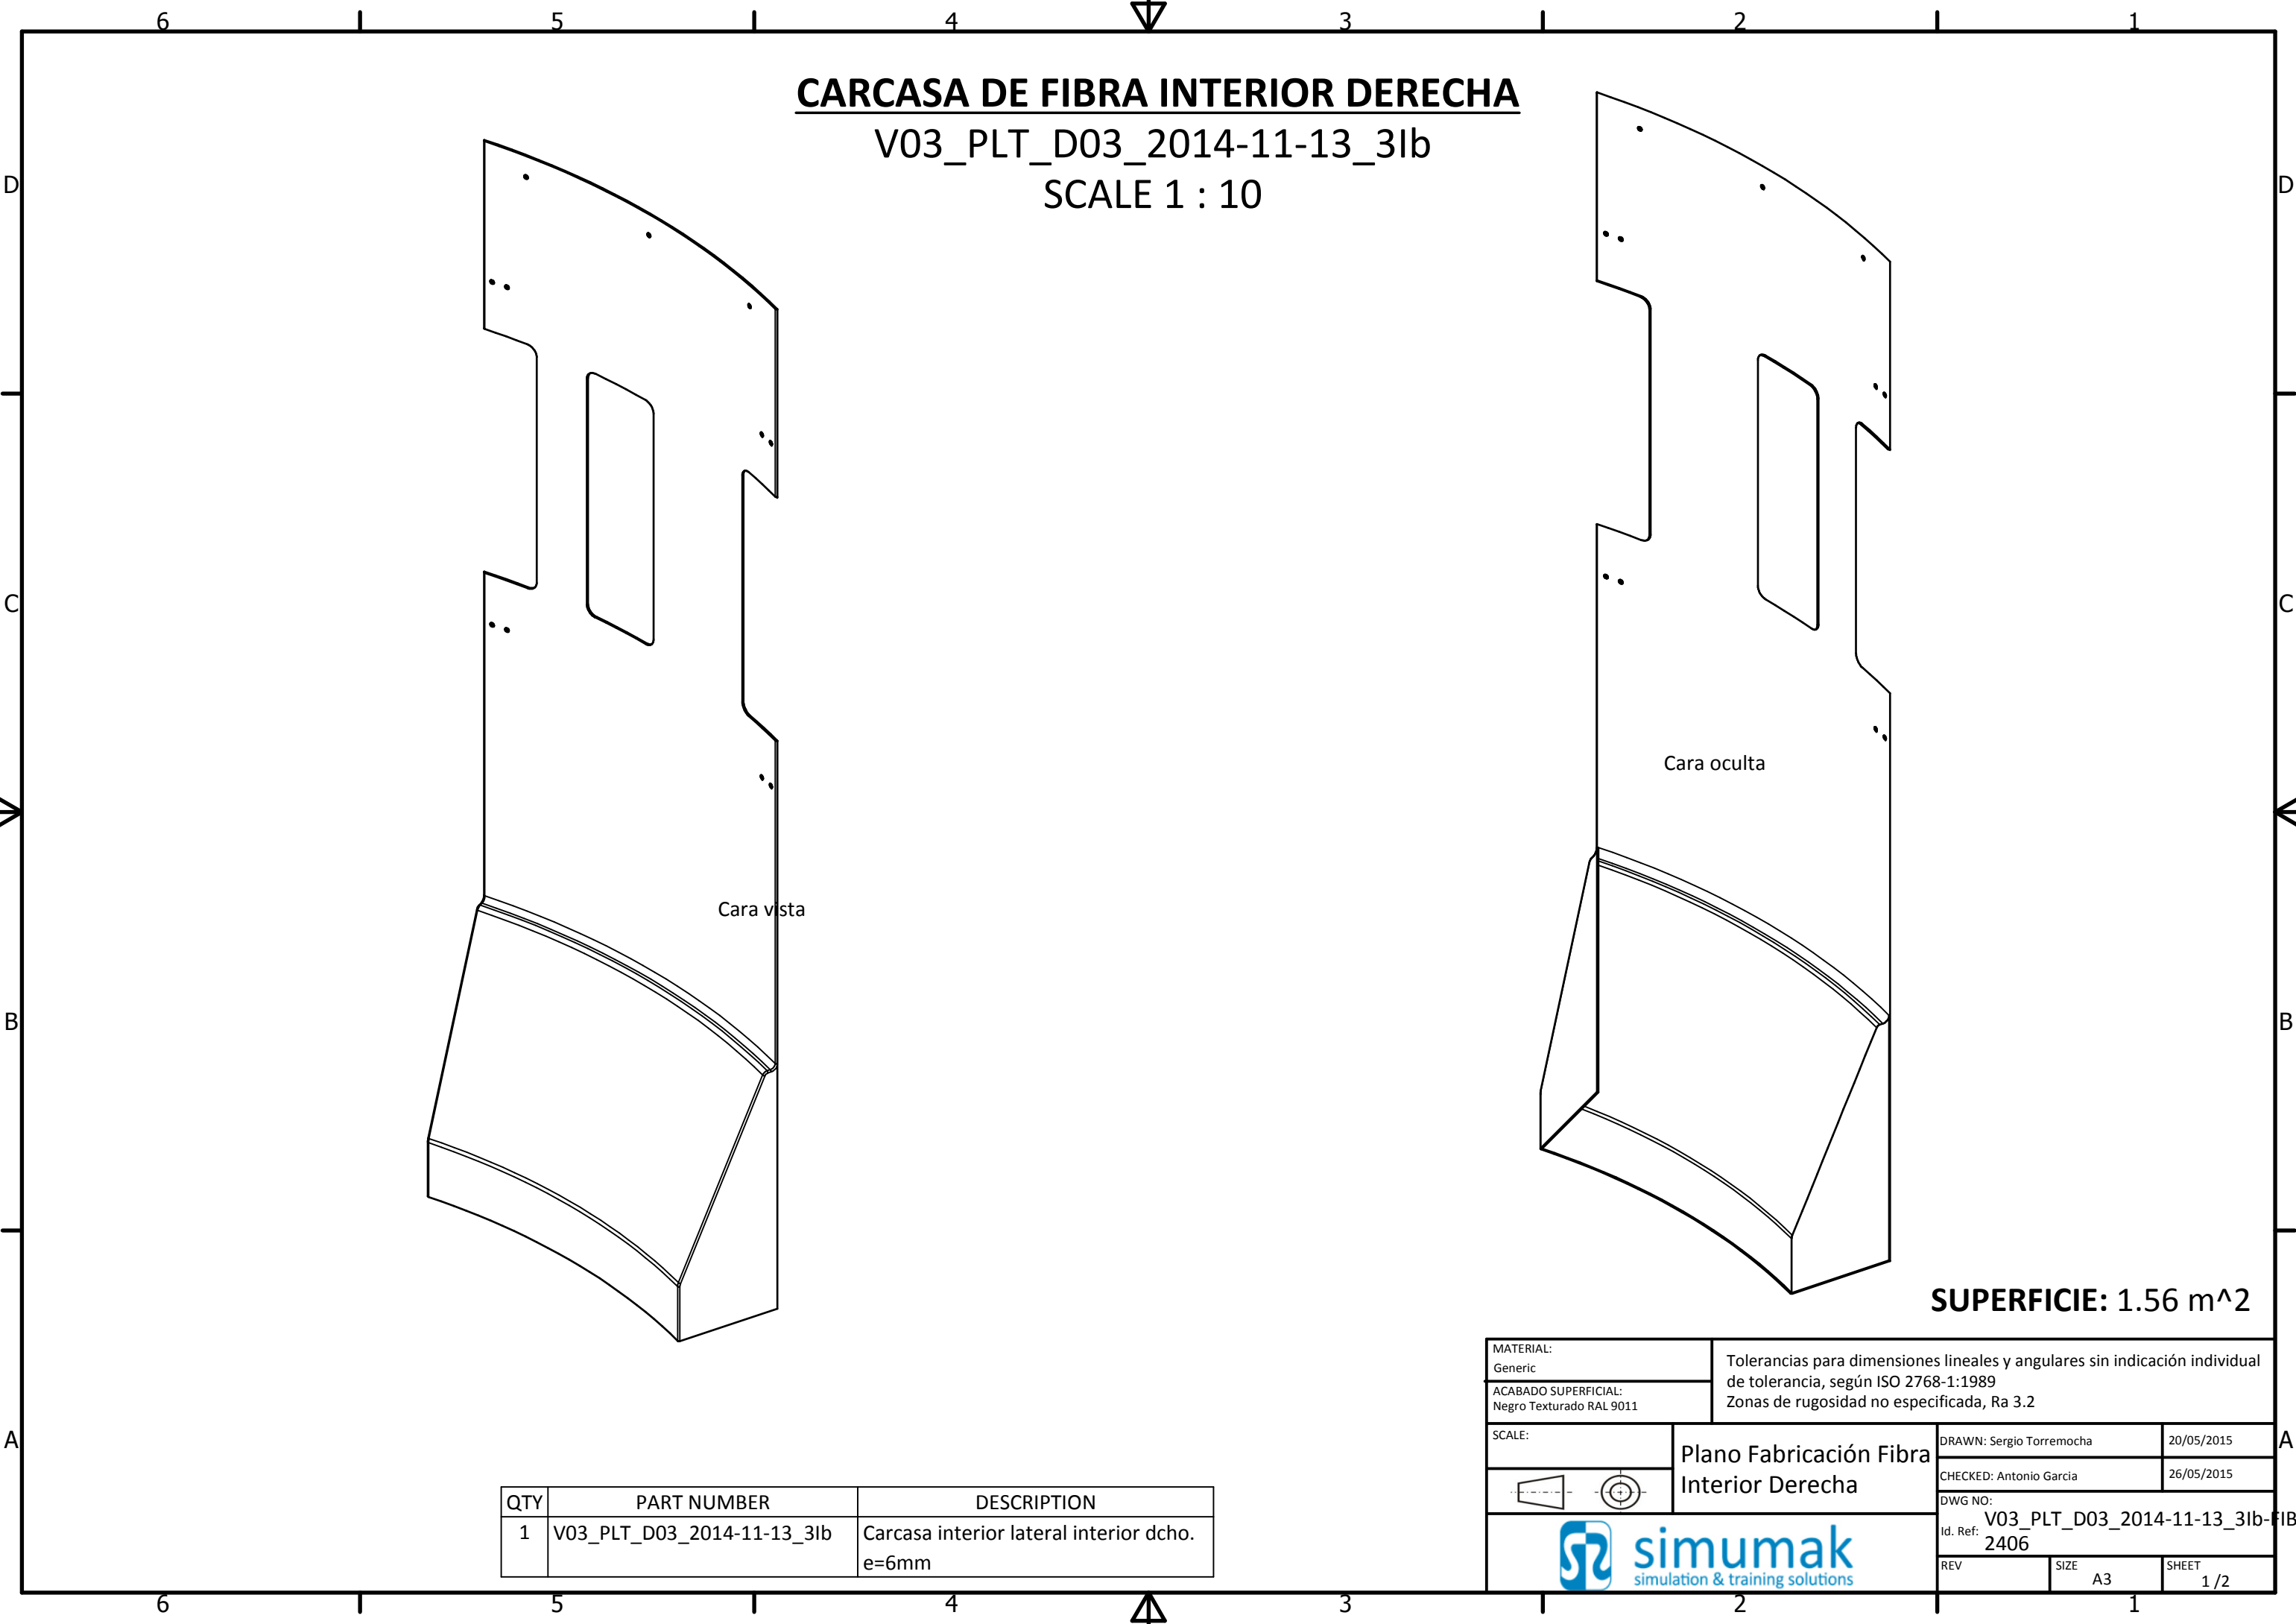 6 5 4 3 2 1
CARCASA DE FIBRA INTERIOR DERECHA
V03_PLT_D03_2014-11-13_3Ib
SCALE 1 : 10
D D
C C
Cara oculta
Cara vista
B B
SUPERFICIE: 1.56 m^2
MATERIAL:
Generic
ACABADO SUPERFICIAL:
Negro Texturado RAL 9011
Tolerancias para dimensiones lineales y angulares sin indicación individual
de tolerancia, según ISO 2768-1:1989
Zonas de rugosidad no especificada, Ra 3.2
A A
SCALE:
Plano Fabricación Fibra
Interior Derecha
DRAWN: Sergio Torremocha 20/05/2015
CHECKED: Antonio Garcia 26/05/2015
DWG NO:
Id. Ref: V03_PLT_D03_2014-11-13_3Ib-FIB
2406
REV SIZE A3 SHEET 1 /2
simumak
simulation & training solutions
QTY PART NUMBER DESCRIPTION
1 V03_PLT_D03_2014-11-13_3Ib Carcasa interior lateral interior dcho.
e=6mm
6 5 4 3 2 1